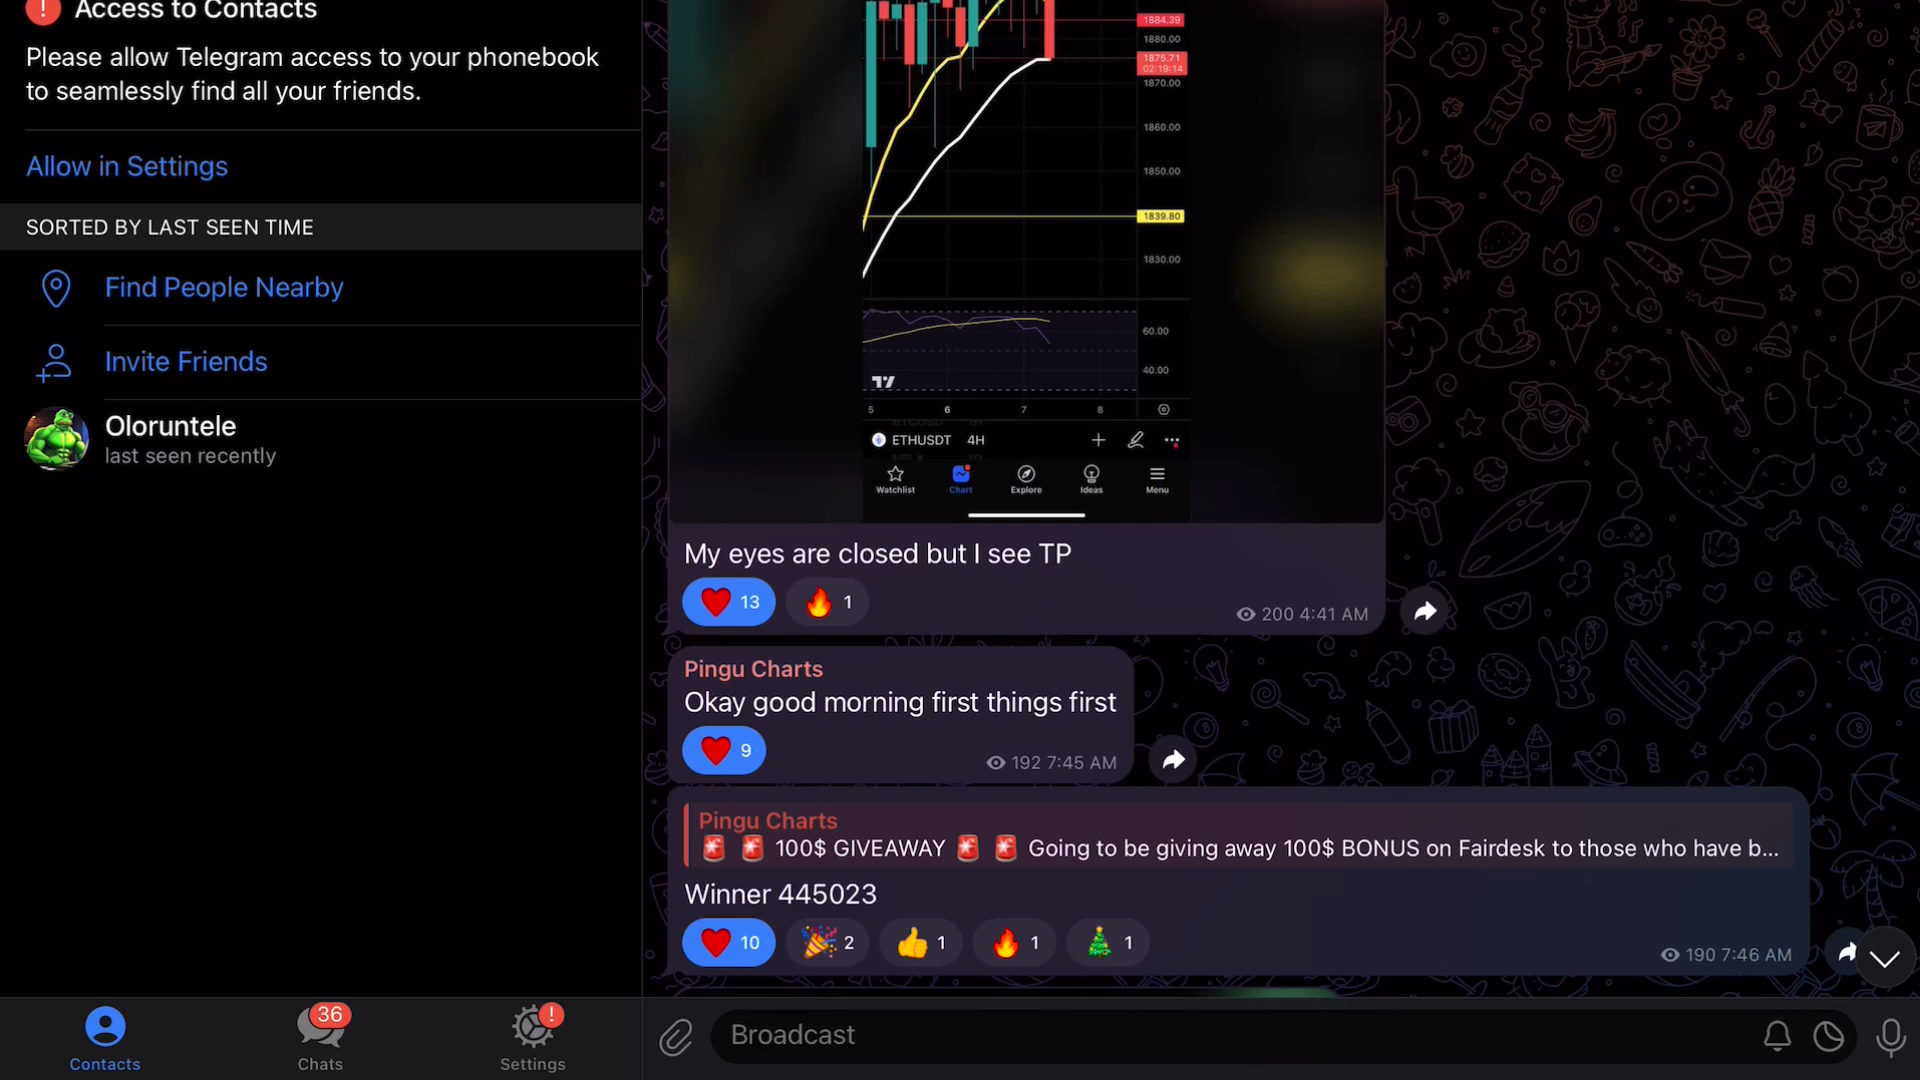 Access to Contacts
Please allow Telegram access to your phonebook
to seamlessly find all your friends.
Allow in Settings
SORTED BY LAST SEEN TIME
Find People Nearby
Invite Friends
Oloruntele
last seen recently
Contacts
36
Chats
Settings
1884.39
1880.00
1875.71
02:19:14
1870.00
1860.00
1850.00
1839.80
1830.00
60.00
40.00
5 6 7 8
ETHUSDT 4H
Watchlist Chart Explore Ideas Menu
My eyes are closed but I see TP
13 1
200 4:41 AM
Pingu Charts
Okay good morning first things first
9
192 7:45 AM
Pingu Charts
100$ GIVEAWAY Going to be giving away 100$ BONUS on Fairdesk to those who have b...
Winner 445023
10 2 1 1 1
190 7:46 AM
Broadcast